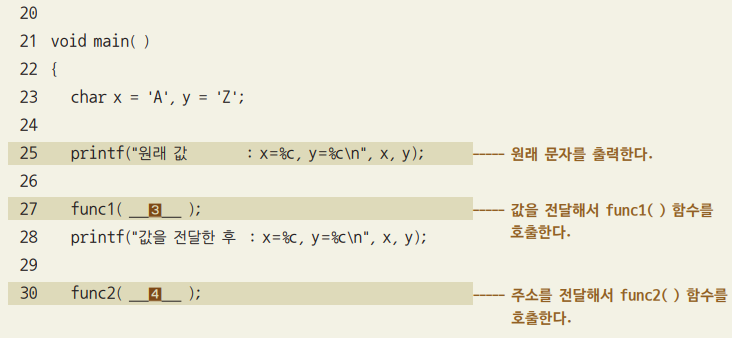 20
21 void main( )
22 {
23 char x = 'A', y = 'Z';
24
25 printf("원래 값 : x=%c, y=%c\n", x, y); ----- 원래 문자를 출력한다.
26
27 func1( __3__ ); ----- 값을 전달해서 func1( ) 함수를
호출한다.
28 printf("값을 전달한 후 : x=%c, y=%c\n", x, y);
29
30 func2( __4__ ); ----- 주소를 전달해서 func2( ) 함수를
호출한다.